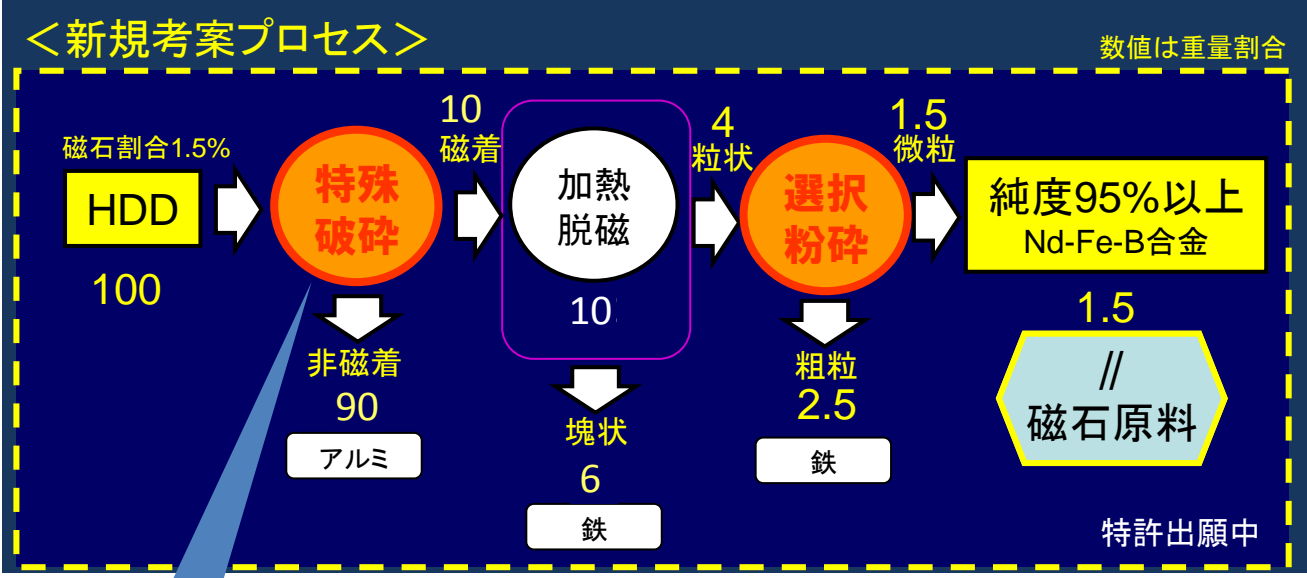 ＜新規考案プロセス＞
数値は重量割合
磁石割合1.5%
HDD
100
特殊
破砕
10
磁着
加熱
脱磁
10
4
粒状
選択
粉砕
1.5
微粒
純度95%以上
Nd-Fe-B合金
1.5
//
磁石原料
非磁着
90
アルミ
塊状
6
鉄
粗粒
2.5
鉄
特許出願中